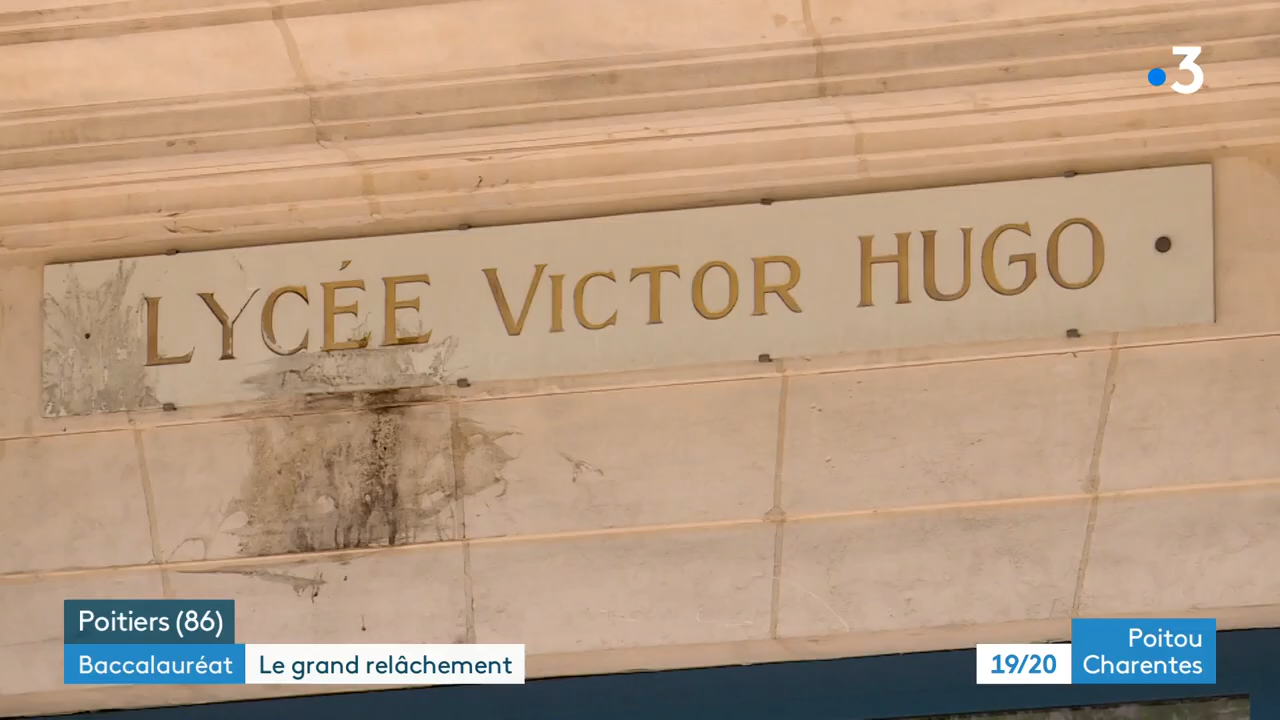 3
LYCÉE VICTOR HUGO
Poitiers (86)
Baccalauréat Le grand relâchement
19/20 Poitou
Charentes